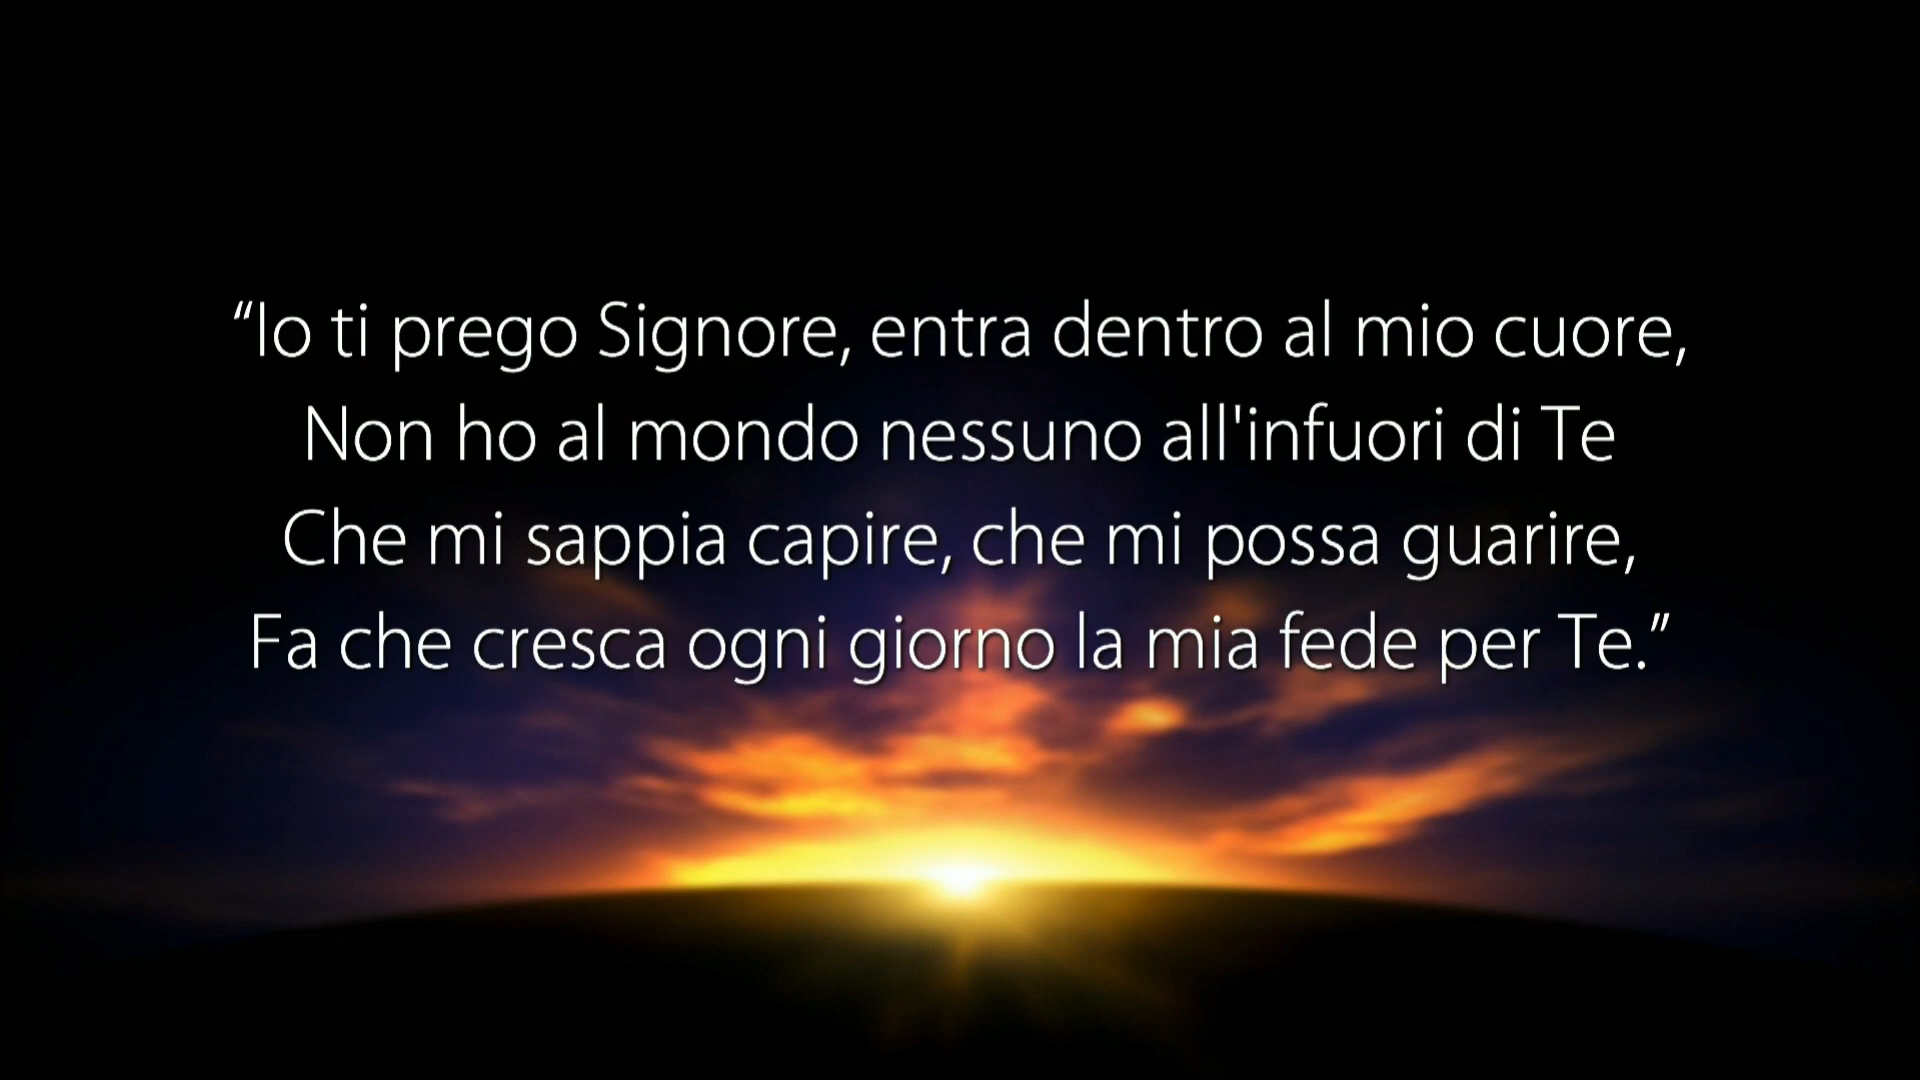 “Io ti prego Signore, entra dentro al mio cuore,
Non ho al mondo nessuno all'infuori di Te
Che mi sappia capire, che mi possa guarire,
Fa che cresca ogni giorno la mia fede per Te.”